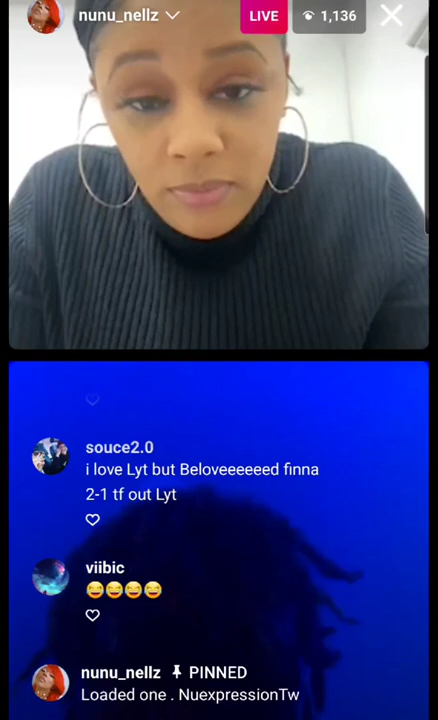 nunu_nellz
LIVE
1,136
souce2.0
i love Lyt but Beloveeeeeed finna
2-1 tf out Lyt
viibic
😂😂😂😂
nunu_nellz PINNED
Loaded one . NuexpressionTw